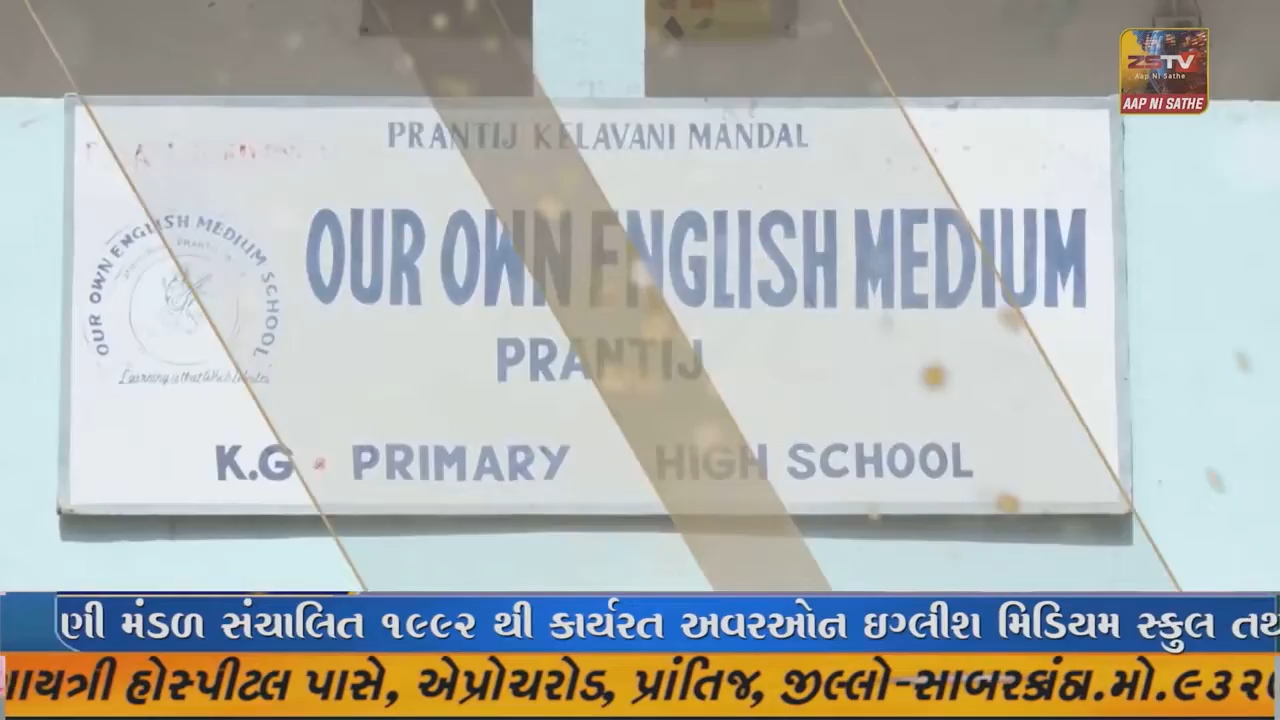 ZSTV
Aap Ni Sathe
AAP NI SATHE
PRANTIJ KELAVANI MANDAL
OUR OWN ENGLISH MEDIUM SCHOOL
OUR OWN ENGLISH MEDIUM
PRANTIJ
K.G. PRIMARY HIGH SCHOOL
ણી મંડળ સંચાલિત ૧૯૯૨ થી કાર્યરત અવરઓન ઇગ્લીશ મિડિયમ સ્કુલ તથ
ાયત્રી હોસ્પીટલ પાસે, એપ્રોચરોડ, પ્રાંતિજ, જીલ્લો-સાબરકાંઠા.મો.૯૩૨